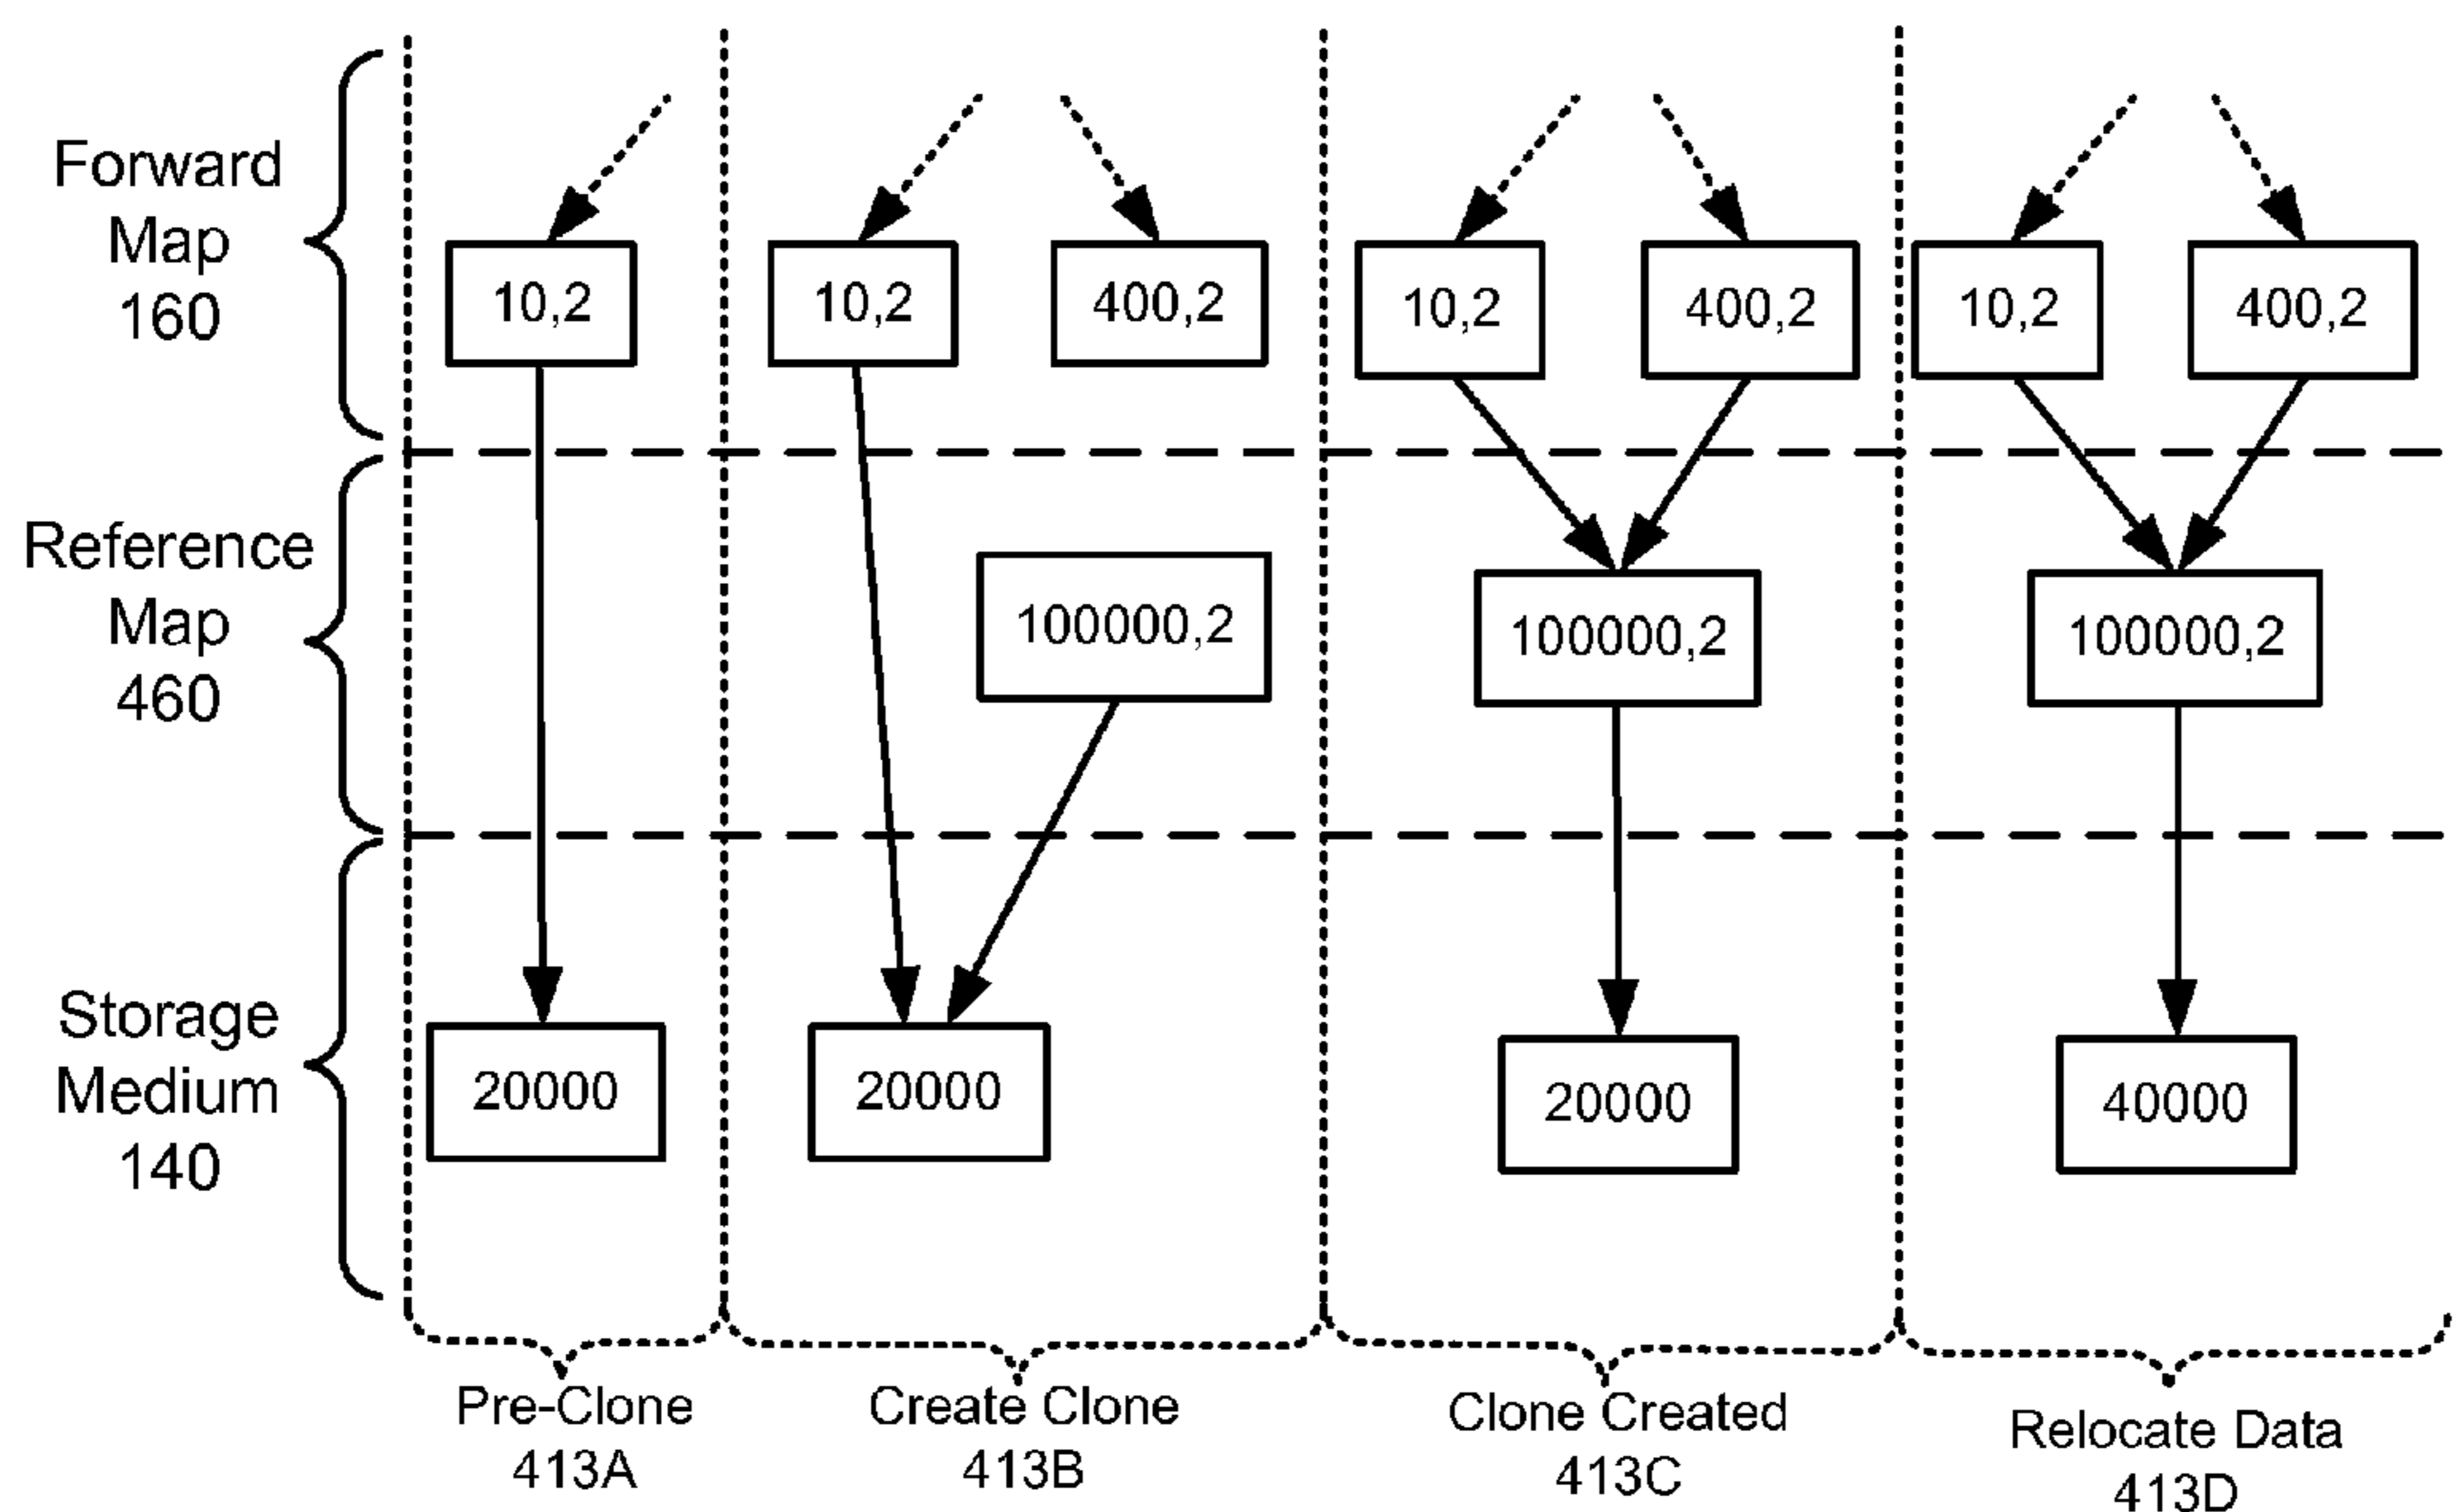 Forward
Map
160
10,2
10,2
400,2
10,2
400,2
10,2
400,2
Reference
Map
460
100000,2
100000,2
100000,2
Storage
Medium
140
20000
20000
20000
40000
Pre-Clone
413A
Create Clone
413B
Clone Created
413C
Relocate Data
413D